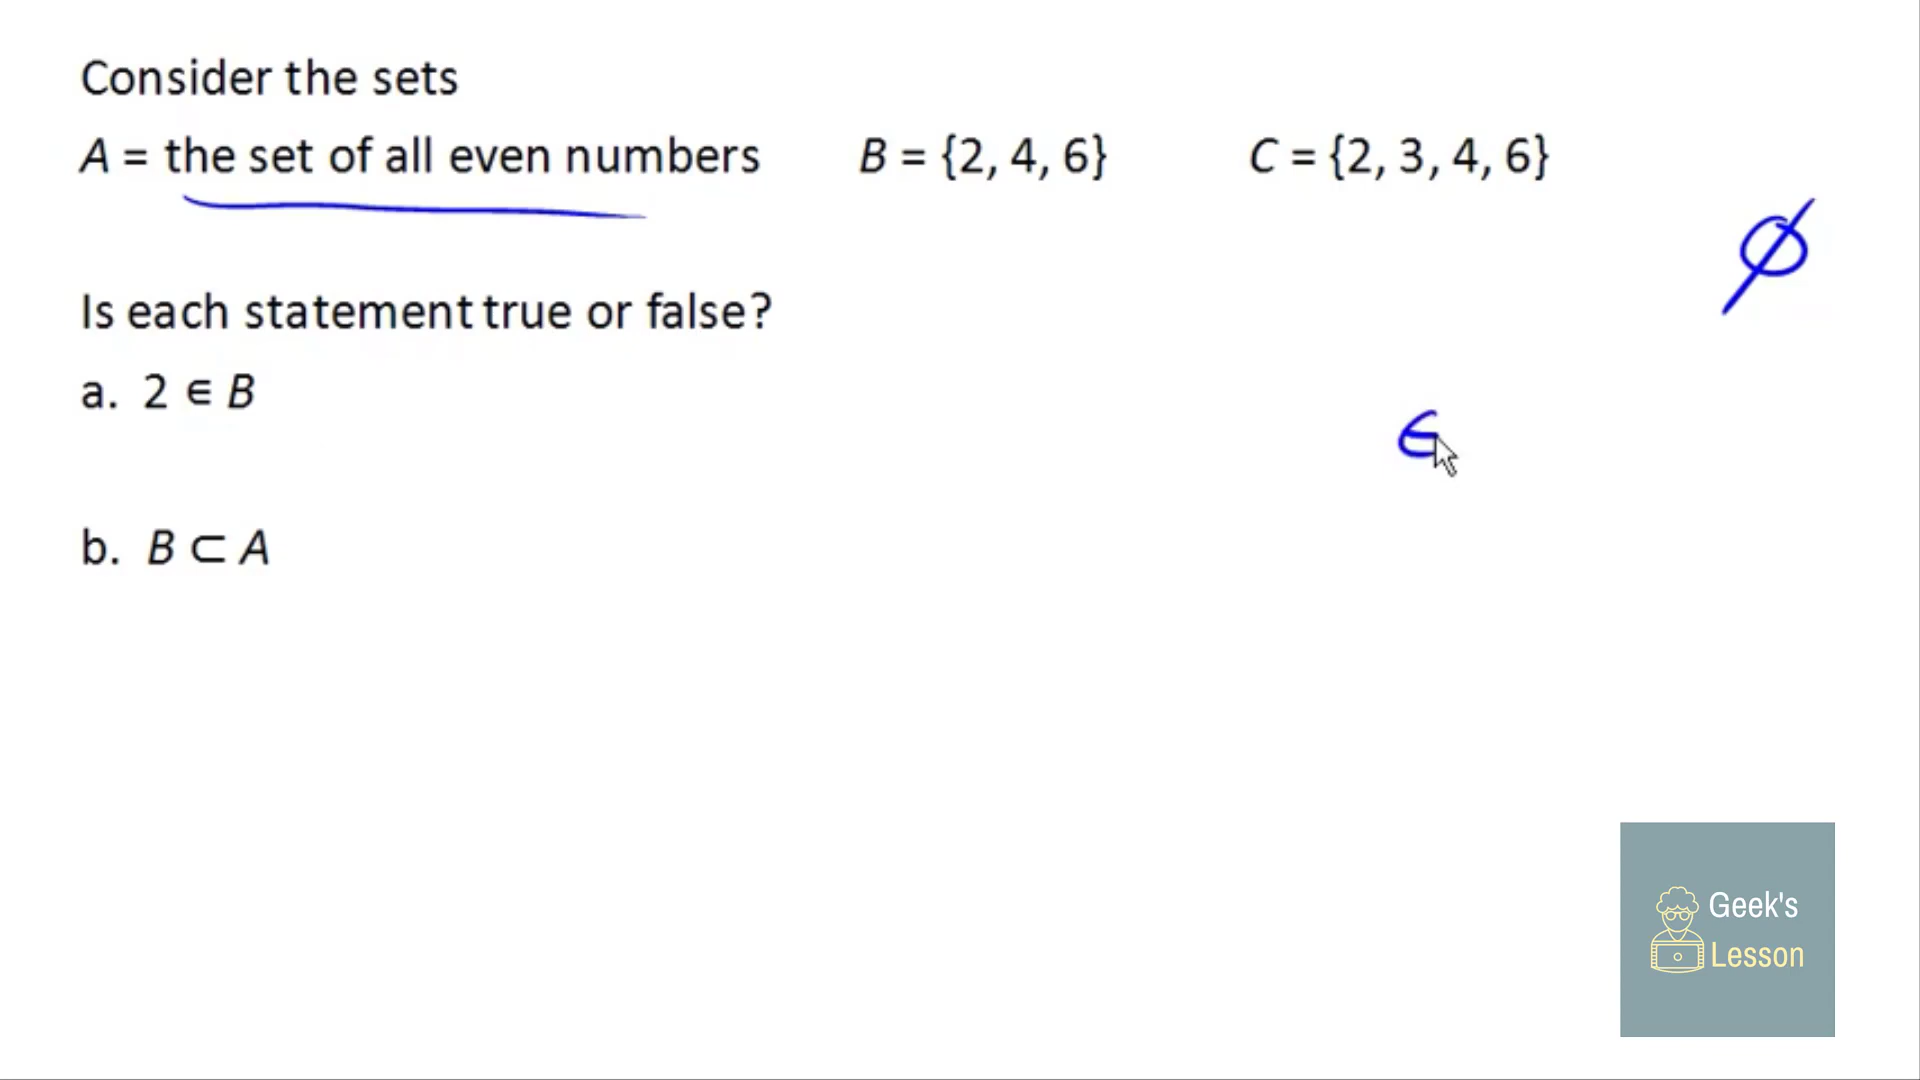 Consider the sets
A = the set of all even numbers B = {2, 4, 6} C = {2, 3, 4, 6}
∅
Is each statement true or false?
a. 2 ∈ B
∈
b. B ⊂ A
Geek's
Lesson